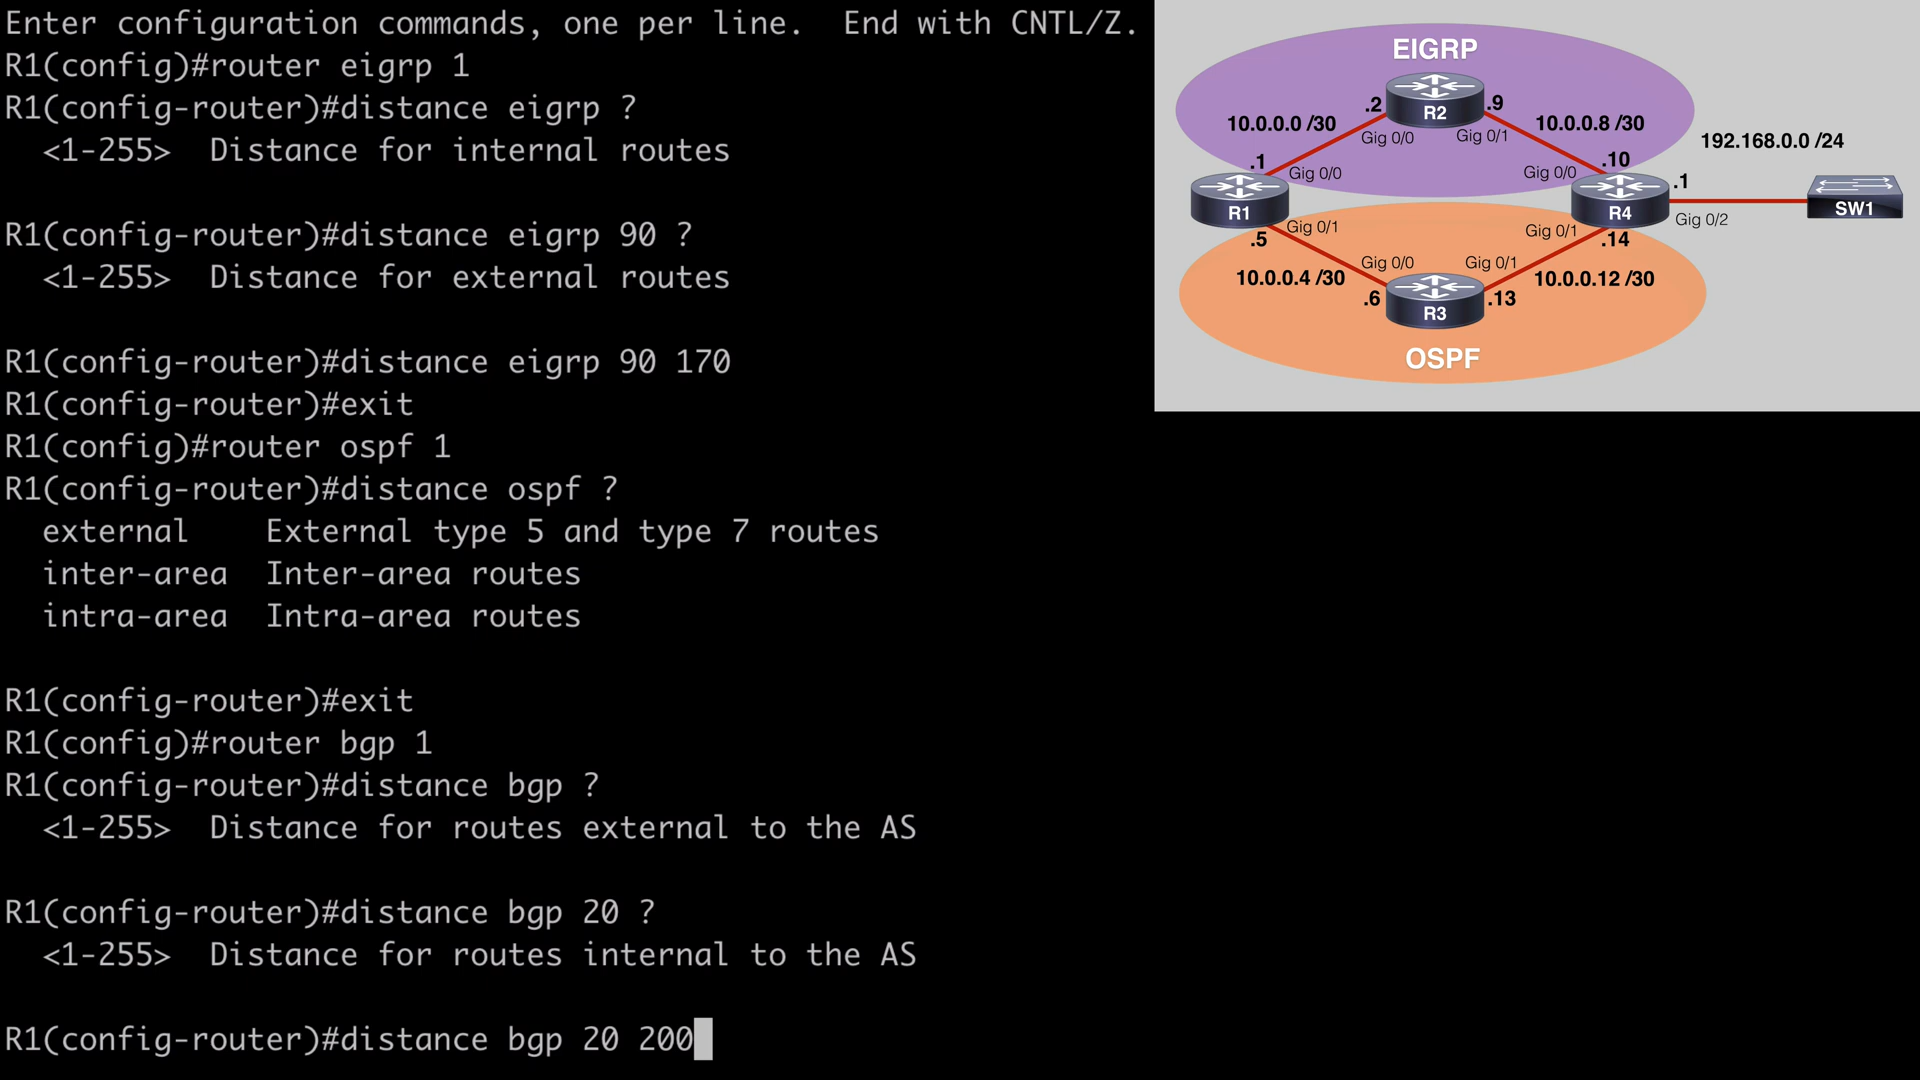 Enter configuration commands, one per line.  End with CNTL/Z.
R1(config)#router eigrp 1
R1(config-router)#distance eigrp ?
  <1-255>  Distance for internal routes
R1(config-router)#distance eigrp 90 ?
  <1-255>  Distance for external routes
R1(config-router)#distance eigrp 90 170
R1(config-router)#exit
R1(config)#router ospf 1
R1(config-router)#distance ospf ?
  external    External type 5 and type 7 routes
  inter-area  Inter-area routes
  intra-area  Intra-area routes
R1(config-router)#exit
R1(config)#router bgp 1
R1(config-router)#distance bgp ?
  <1-255>  Distance for routes external to the AS
R1(config-router)#distance bgp 20 ?
  <1-255>  Distance for routes internal to the AS
R1(config-router)#distance bgp 20 200
EIGRP
.2
R2
.9
10.0.0.0 /30
Gig 0/0
Gig 0/1
10.0.0.8 /30
192.168.0.0 /24
.1
Gig 0/0
Gig 0/0
.10
R1
R4
.1
Gig 0/2
SW1
.5
Gig 0/1
Gig 0/1
.14
10.0.0.4 /30
Gig 0/0
Gig 0/1
10.0.0.12 /30
.6
R3
.13
OSPF